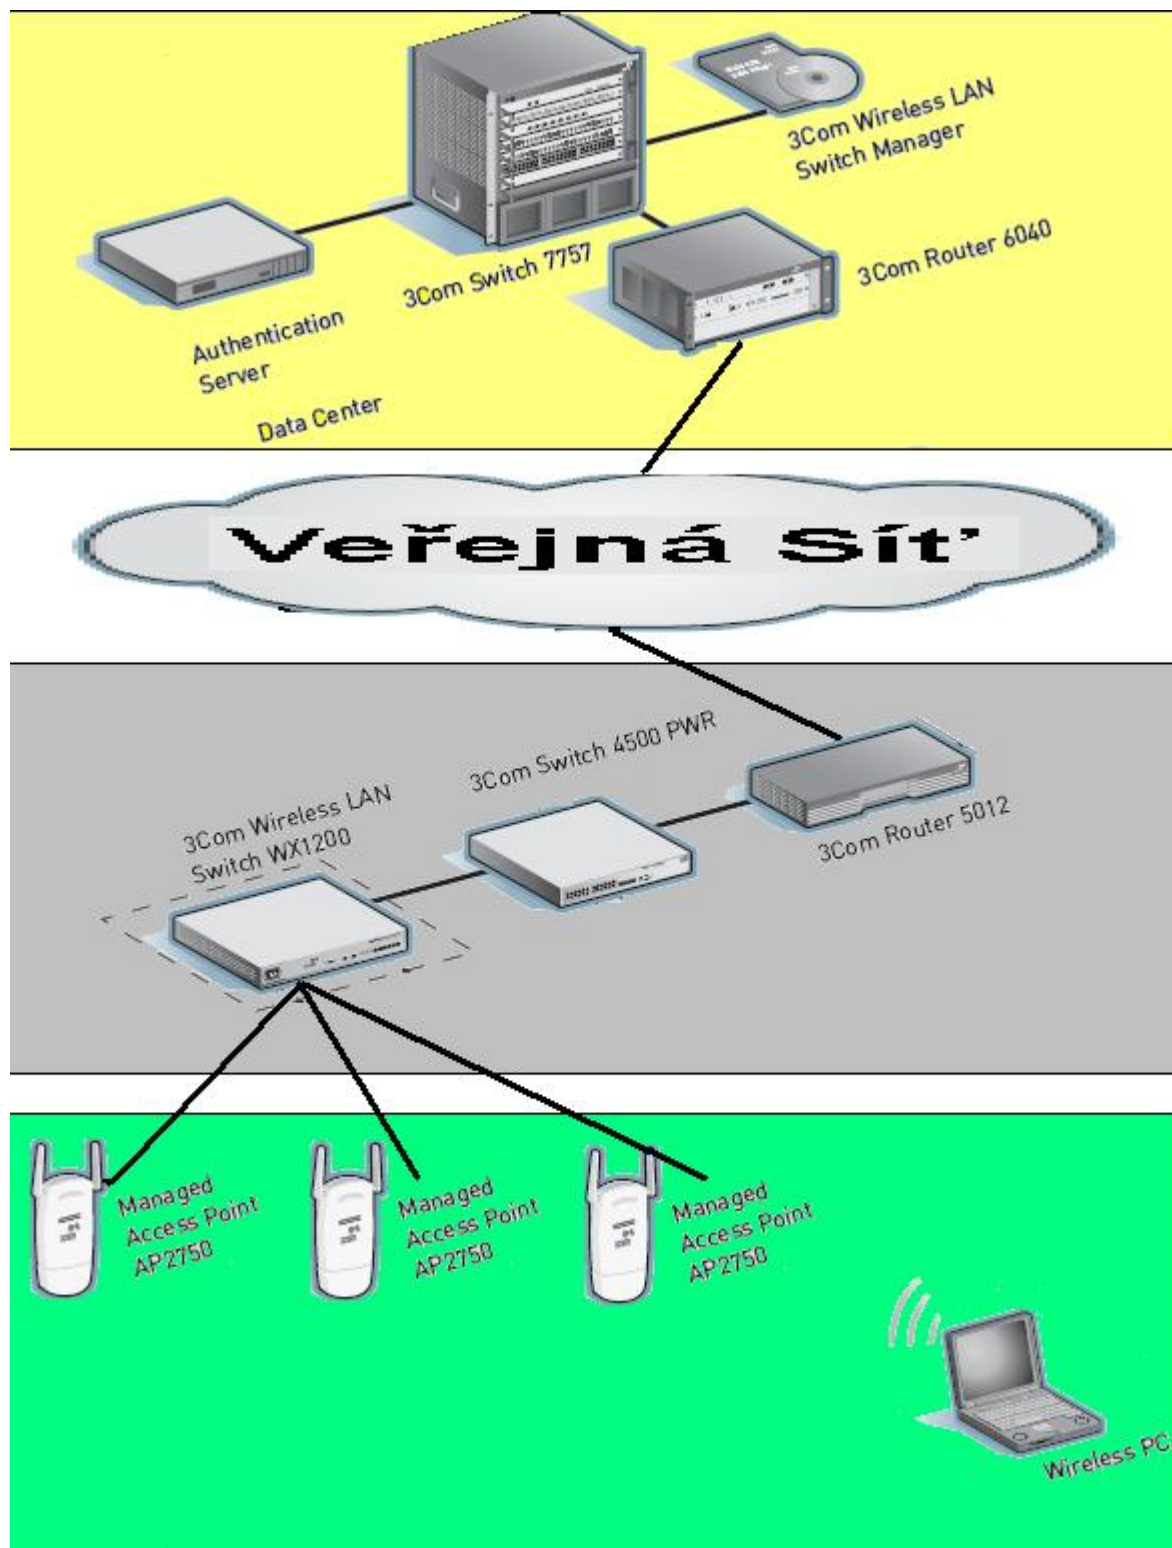 3Com Wireless LAN
Switch Manager
3Com Switch 7757
3Com Router 6040
Authentication
Server
Data Center
Veřejná Síť
3Com Switch 4500 PWR
3Com Wireless LAN
Switch WX1200
3Com Router 5012
Managed
Access Point
AP2750
Managed
Access Point
AP2750
Managed
Access Point
AP2750
Wireless PC